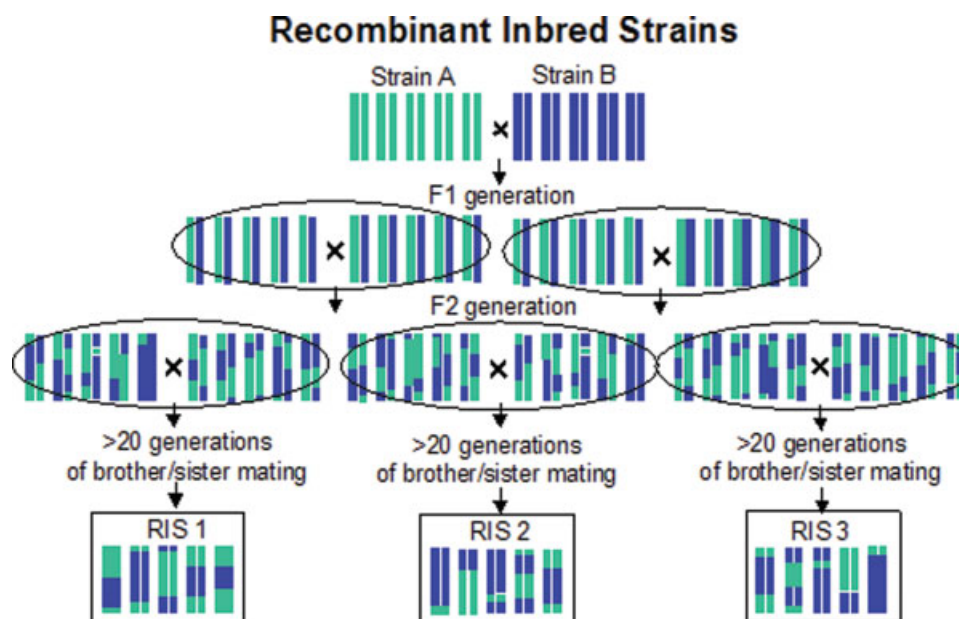 Recombinant Inbred Strains
Strain A Strain B
×
F1 generation
× ×
F2 generation
× × ×
>20 generations >20 generations >20 generations
of brother/sister mating of brother/sister mating of brother/sister mating
RIS 1 RIS 2 RIS 3